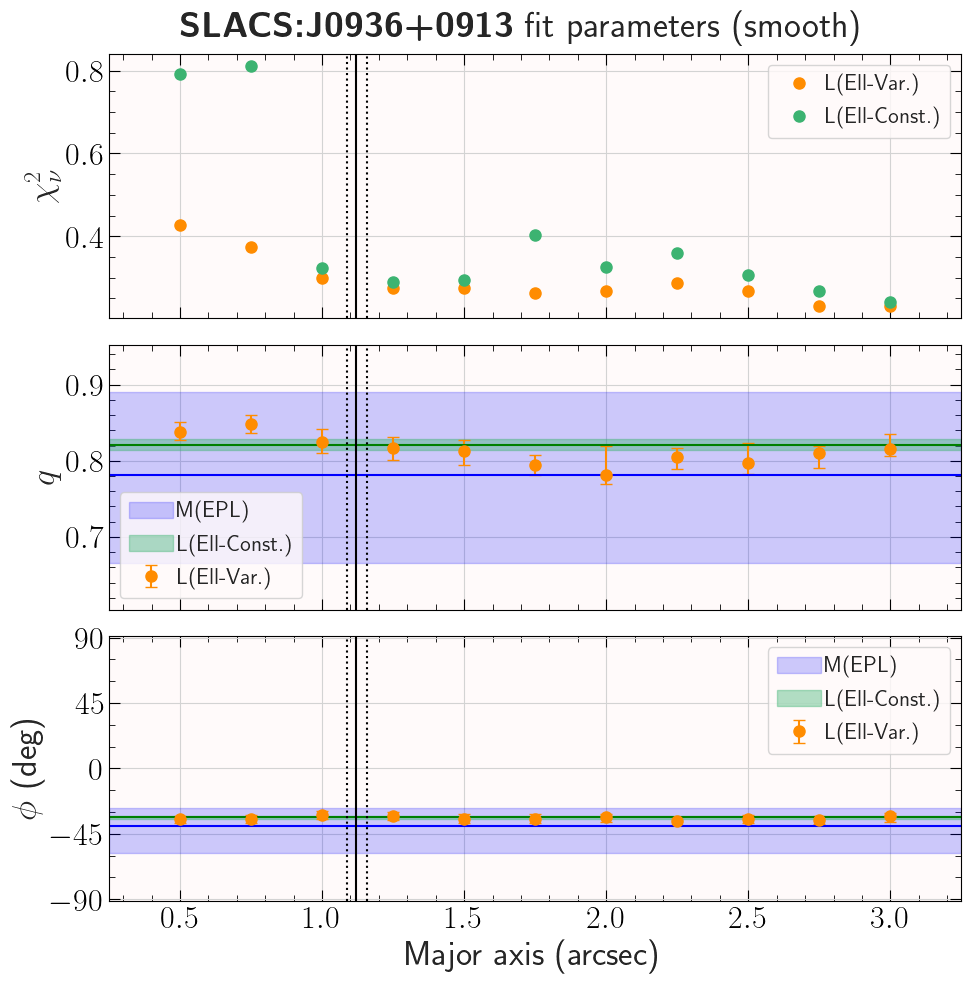 SLACS:J0936+0913 fit parameters (smooth)
0.8
0.6
0.4
χ²ᵥ
L(Ell-Var.)
L(Ell-Const.)
0.9
0.8
0.7
q
M(EPL)
L(Ell-Const.)
L(Ell-Var.)
90
45
0
−45
−90
ϕ (deg)
M(EPL)
L(Ell-Const.)
L(Ell-Var.)
0.5 1.0 1.5 2.0 2.5 3.0
Major axis (arcsec)